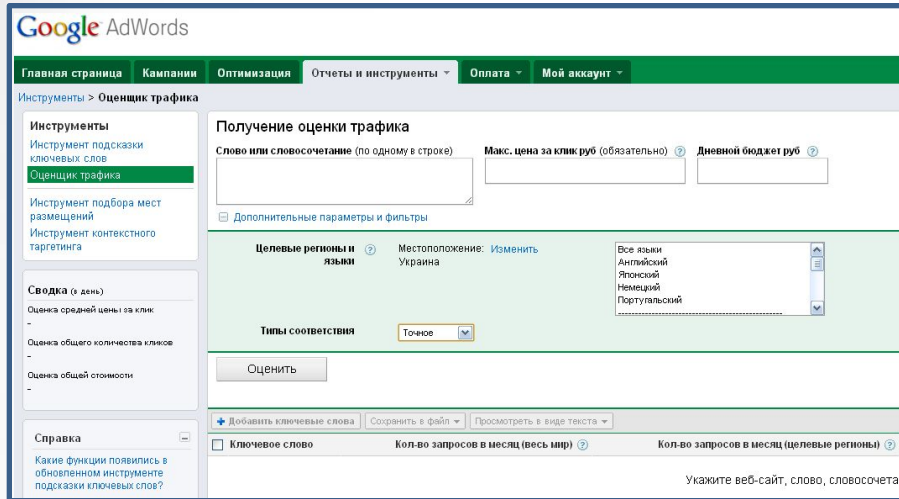 Google AdWords
Главная страница Кампании Оптимизация Отчеты и инструменты Оплата Мой аккаунт
Инструменты > Оценщик трафика
Инструменты
Инструмент подсказки
ключевых слов
Оценщик трафика
Инструмент подбора мест
размещений
Инструмент контекстного
таргетинга
Сводка (в день)
Оценка средней цены за клик
-
Оценка общего количества кликов
-
Оценка общей стоимости
-
Справка
Какие функции появились в
обновленном инструменте
подсказки ключевых слов?
Получение оценки трафика
Слово или словосочетание (по одному в строке) Макс. цена за клик руб (обязательно) ? Дневной бюджет руб ?
Дополнительные параметры и фильтры
Целевые регионы и
языки ?
Местоположение: Изменить
Украина
Все языки
Английский
Японский
Немецкий
Португальский
Типы соответствия Точное
Оценить
+ Добавить ключевые слова Сохранить в файл Просмотреть в виде текста
Ключевое слово Кол-во запросов в месяц (весь мир) ? Кол-во запросов в месяц (целевые регионы) ?
Укажите веб-сайт, слово, словосочета